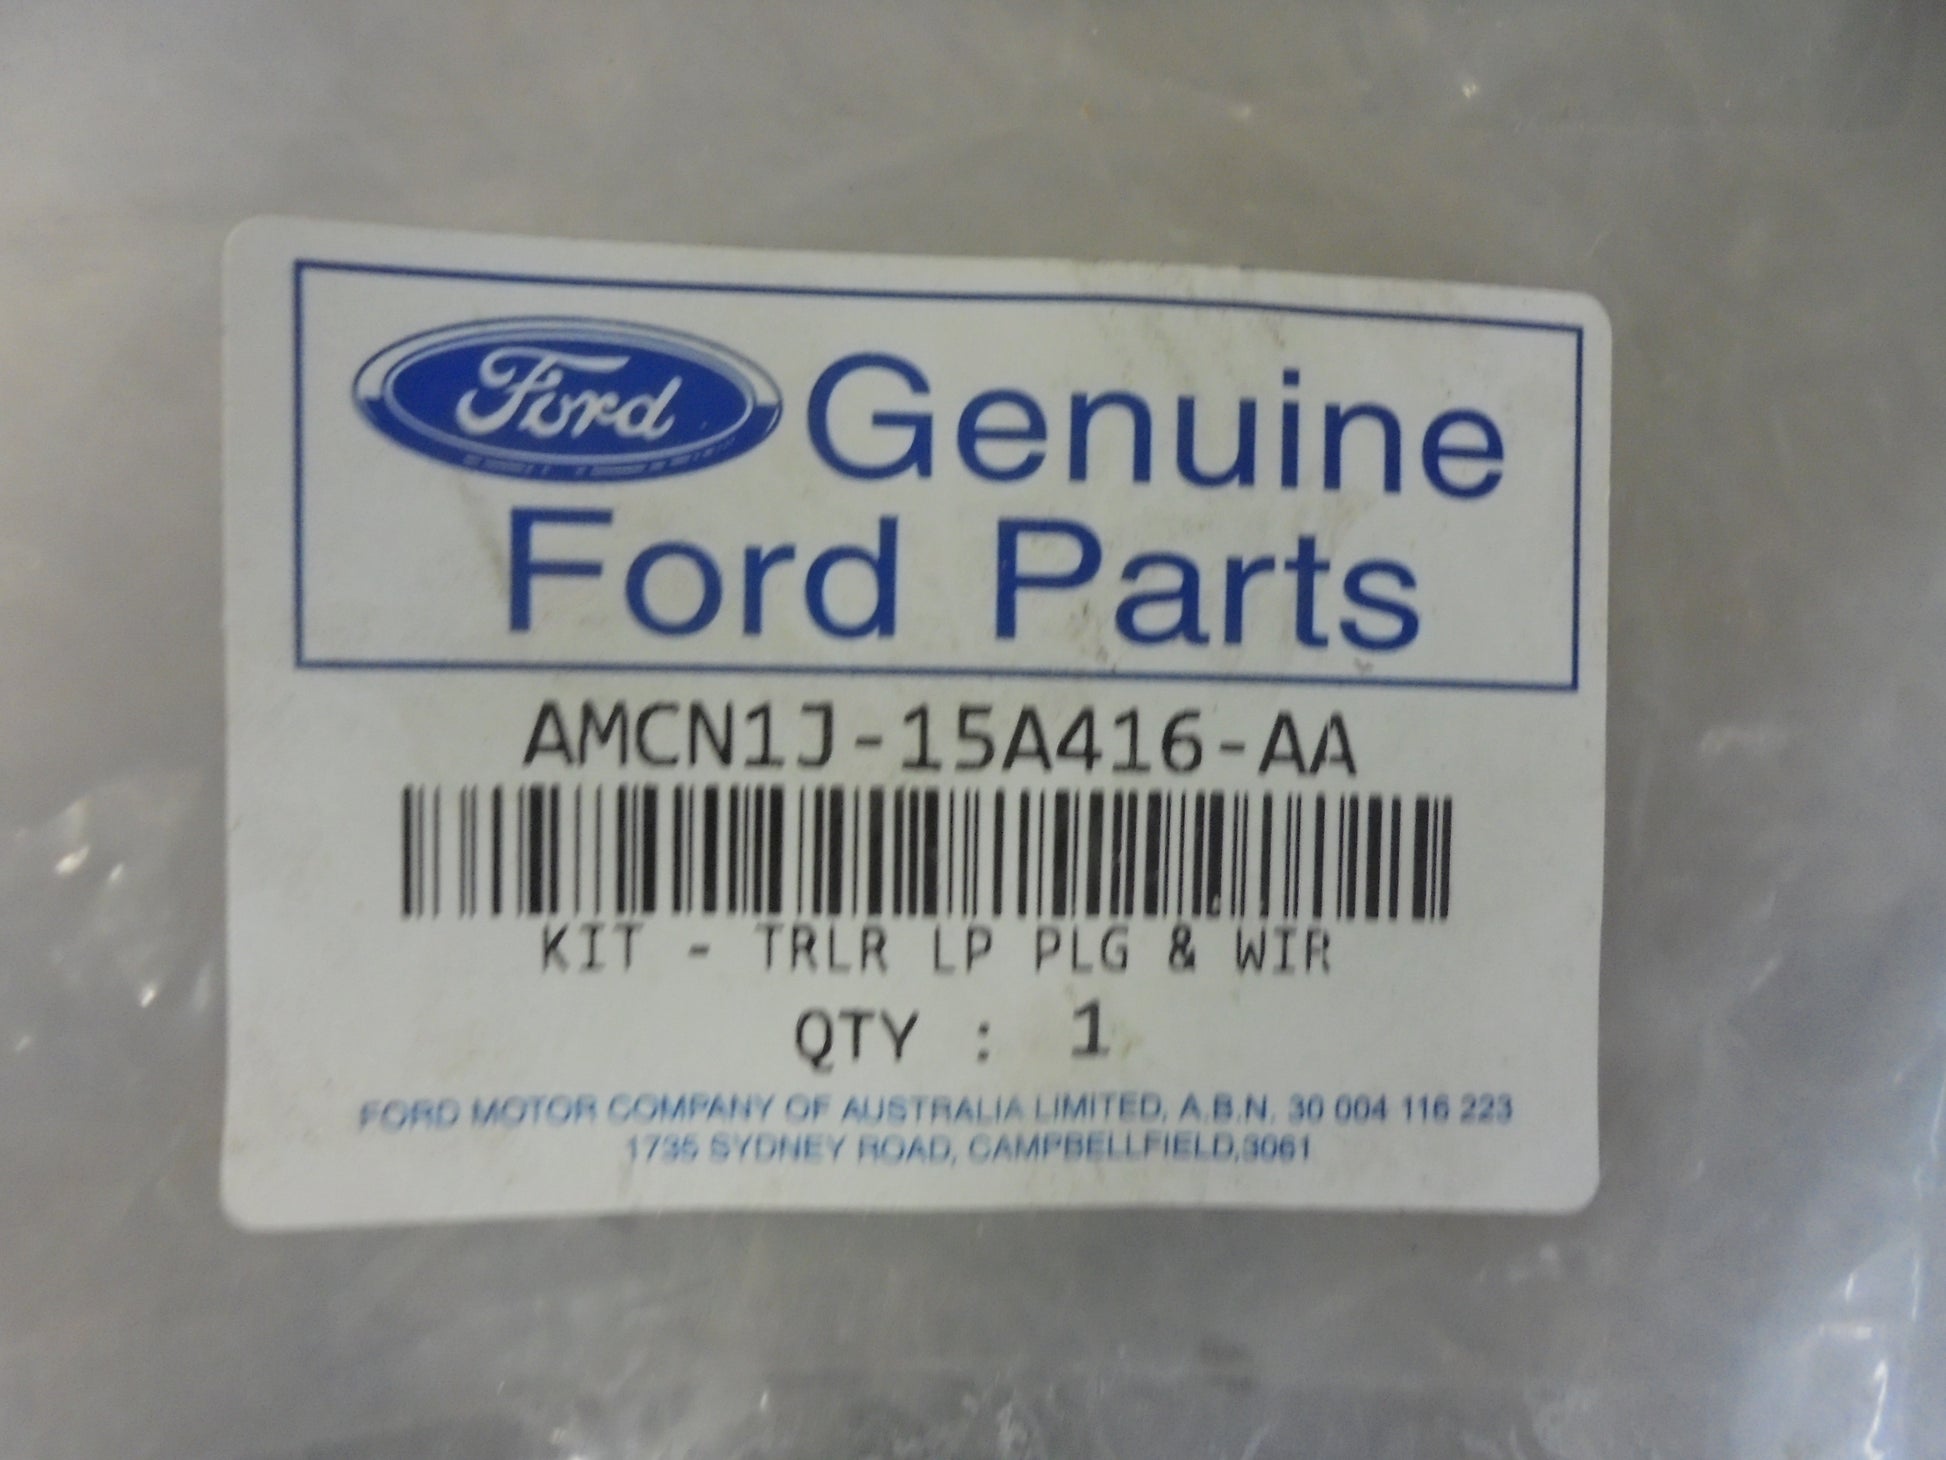 Ford Genuine
Ford Parts
AMCN1J-15A416-AA
KIT - TRLR LP PLG & WIR
QTY : 1
FORD MOTOR COMPANY OF AUSTRALIA LIMITED, A.B.N. 30 004 116 223
1735 SYDNEY ROAD, CAMPBELLFIELD,3061